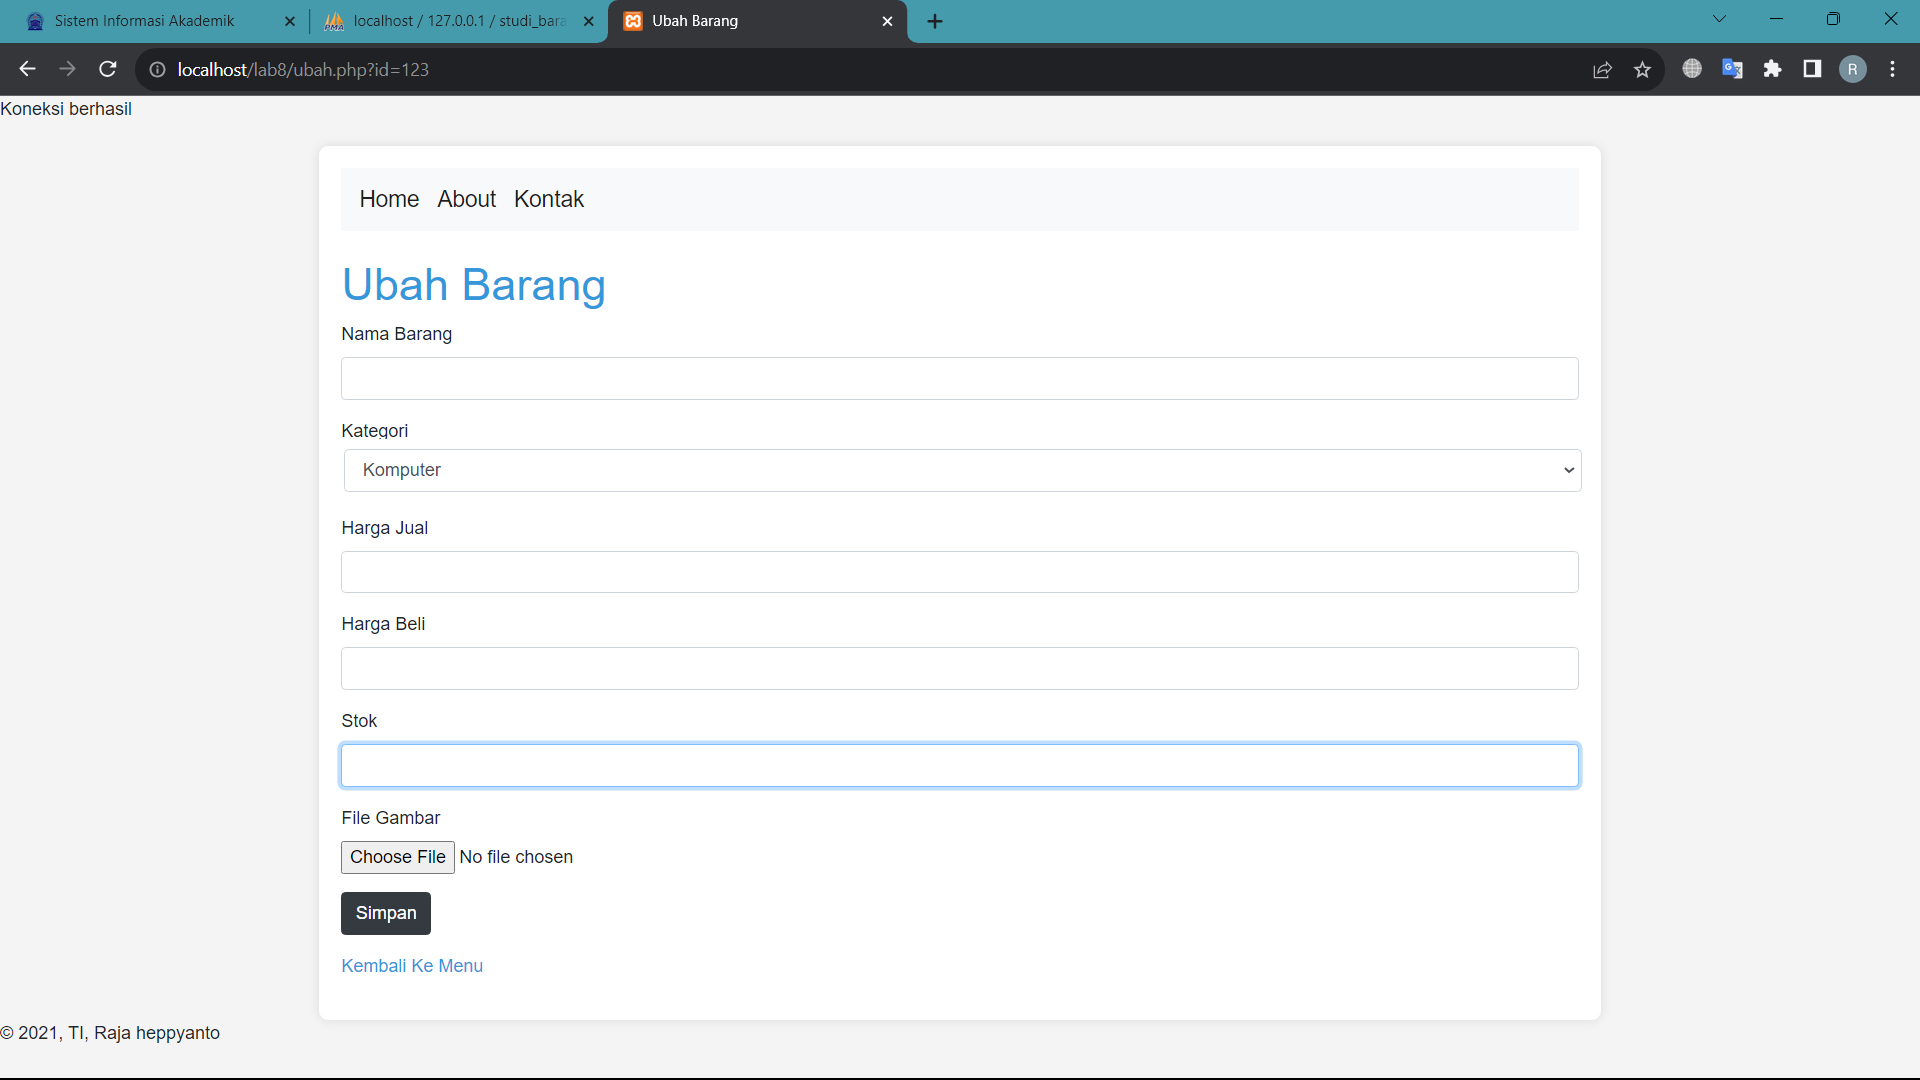 Sistem Informasi Akademik
localhost / 127.0.0.1 / studi_bara
Ubah Barang
localhost/lab8/ubah.php?id=123
R
Koneksi berhasil
Home About Kontak
Ubah Barang
Nama Barang
Kategori
Komputer
Harga Jual
Harga Beli
Stok
File Gambar
Choose File No file chosen
Simpan
Kembali Ke Menu
© 2021, TI, Raja heppyanto